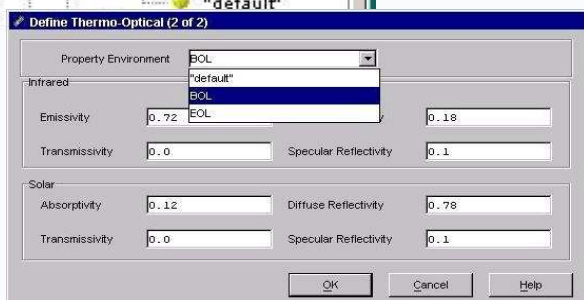 "default"
Define Thermo-Optical (2 of 2)
Property Environment BOL
"default"
BOL
EOL
Infrared
Emissivity 0.72 0.18
Transmissivity 0.0 Specular Reflectivity 0.1
Solar
Absorptivity 0.12 Diffuse Reflectivity 0.78
Transmissivity 0.0 Specular Reflectivity 0.1
OK Cancel Help